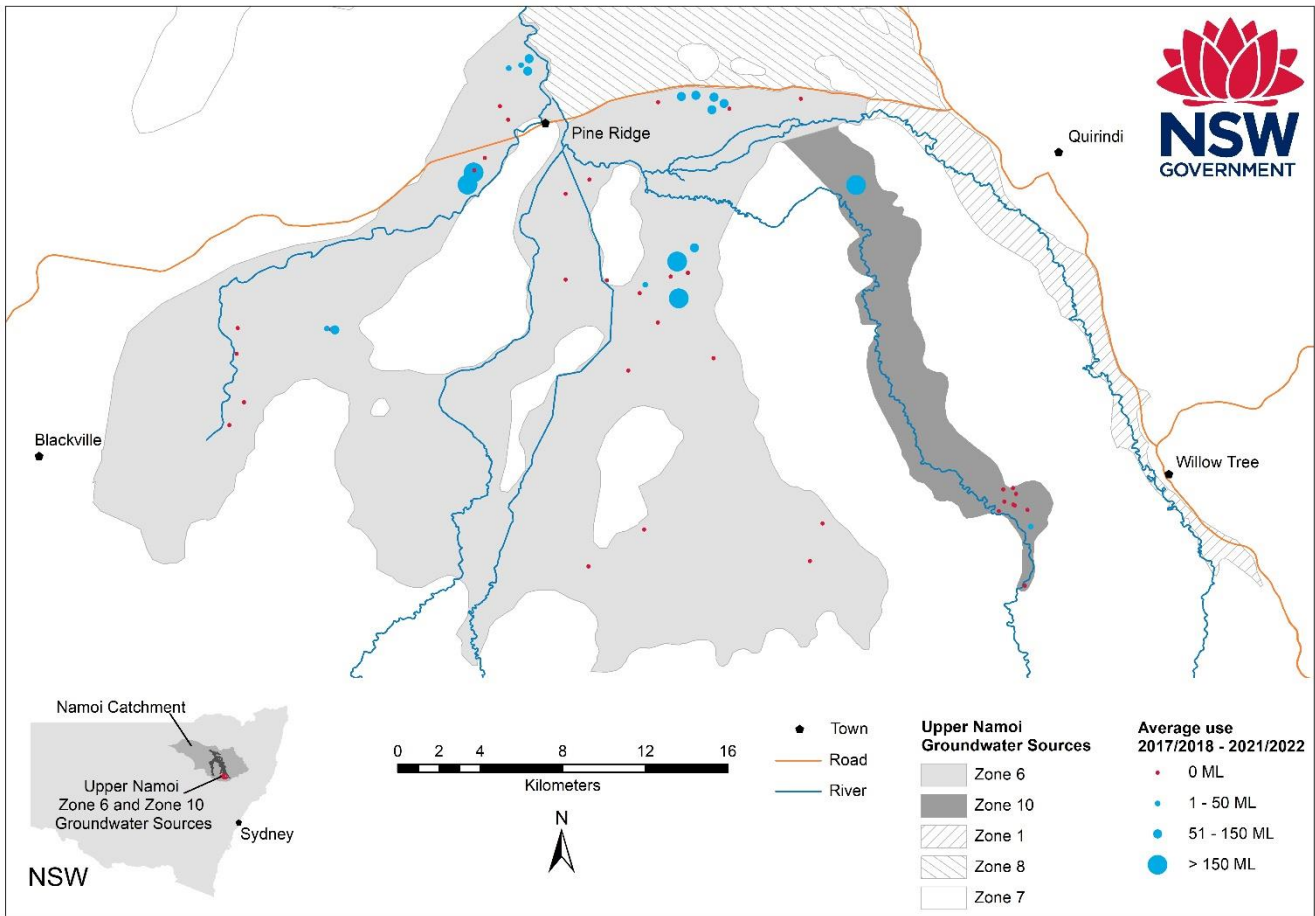 NSW
GOVERNMENT
Pine Ridge
Quirindi
Blackville
Willow Tree
Namoi Catchment
Upper Namoi
Zone 6 and Zone 10
Groundwater Sources
Sydney
NSW
0 2 4 8 12 16
Kilometers
N
Town
Road
River
Upper Namoi
Groundwater Sources
Zone 6
Zone 10
Zone 1
Zone 8
Zone 7
Average use
2017/2018 - 2021/2022
0 ML
1 - 50 ML
51 - 150 ML
> 150 ML